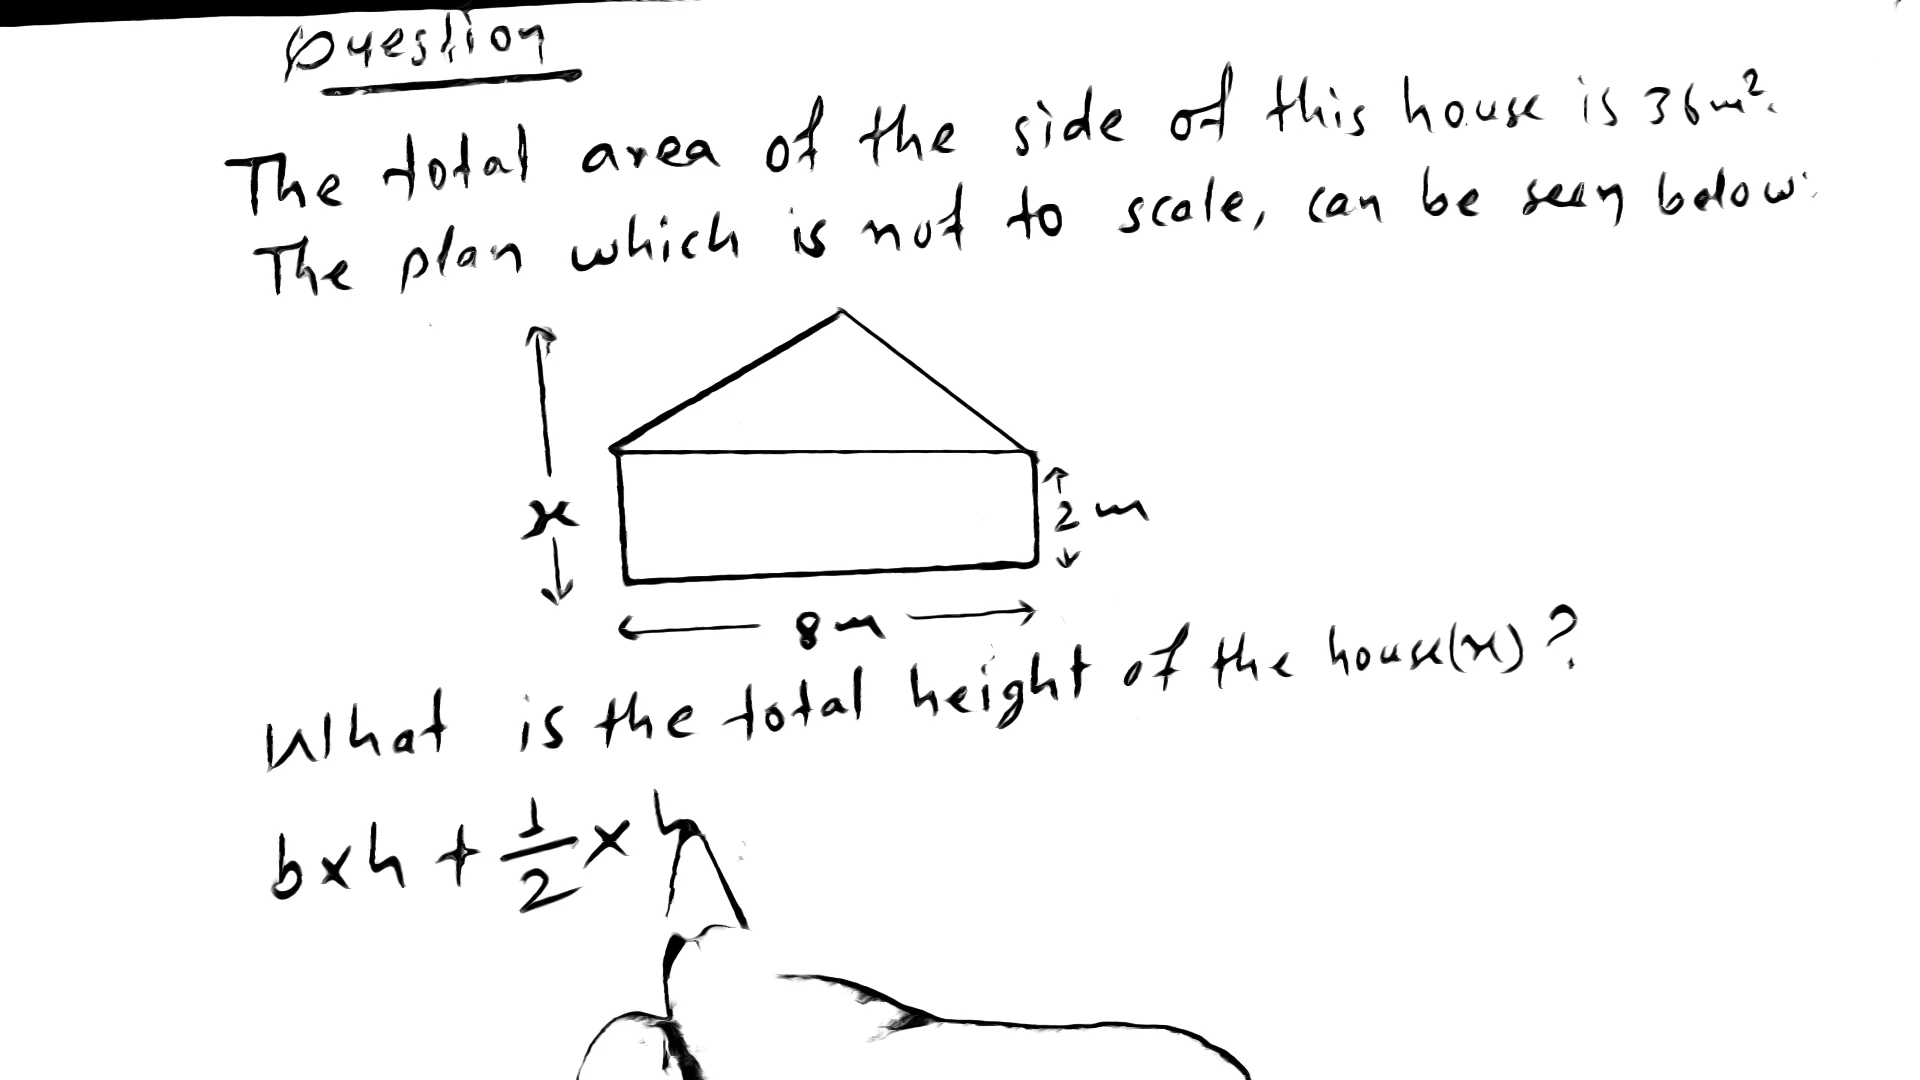 Question
The total area of the side of this house is 36m².
The plan which is not to scale, can be seen below:
x
2m
8m
What is the total height of the house(x)?
b×h + 1/2 × b